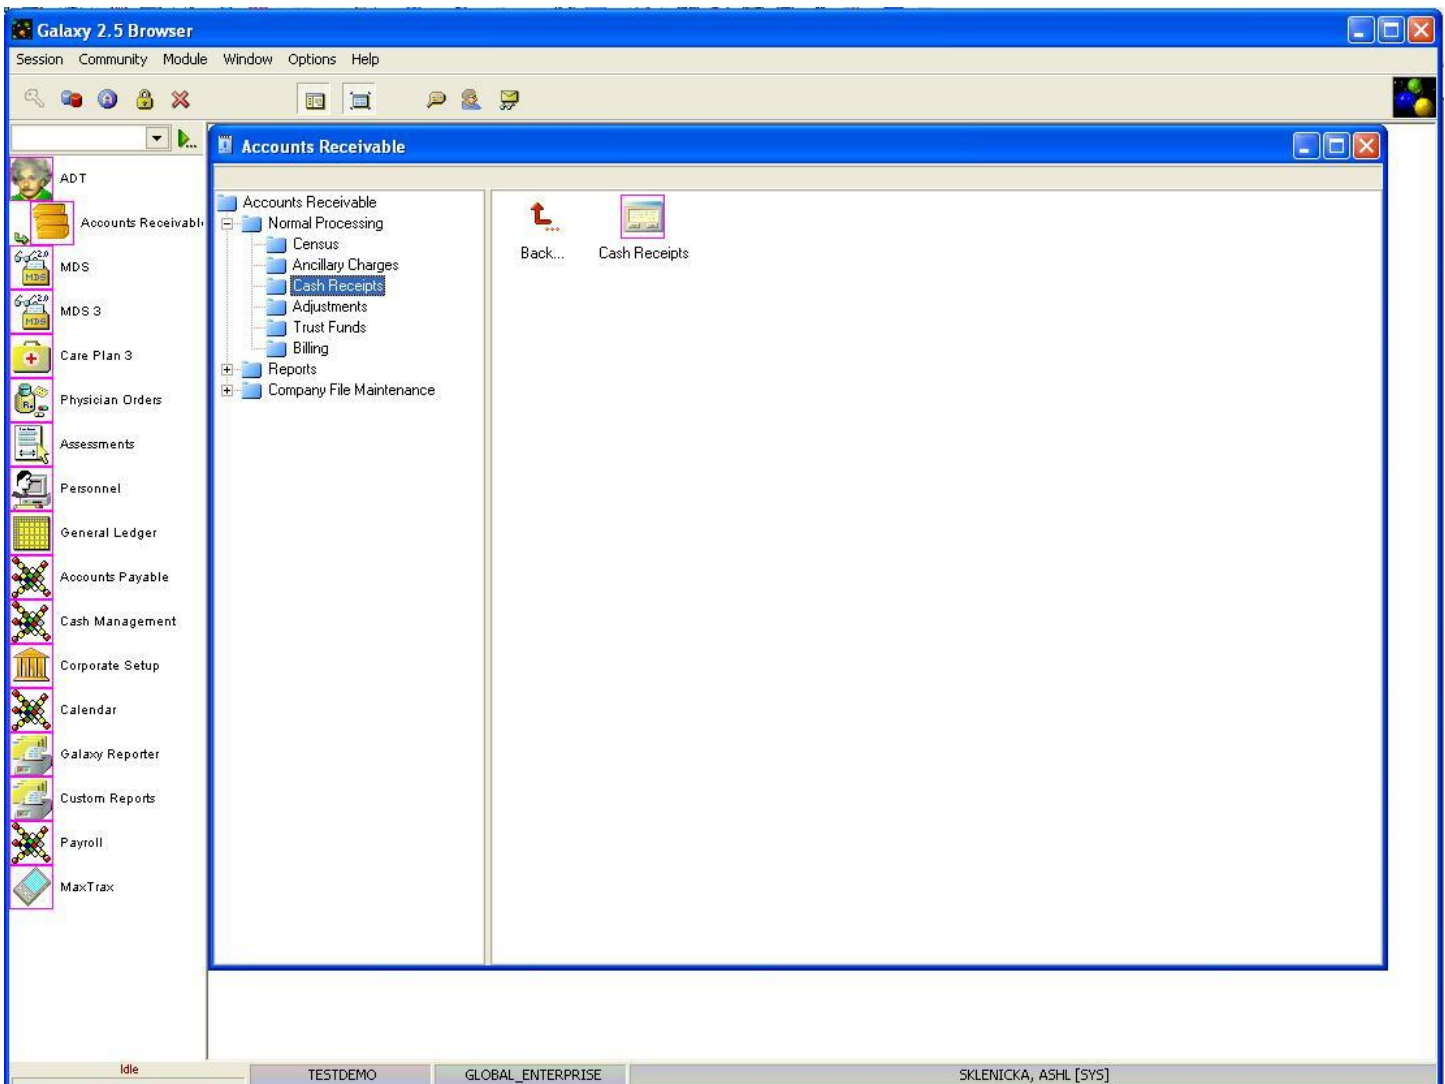 Galaxy 2.5 Browser
Session Community Module Window Options Help
Accounts Receivable
ADT
Accounts Receivabl
MDS
MDS 3
Care Plan 3
Physician Orders
Assessments
Personnel
General Ledger
Accounts Payable
Cash Management
Corporate Setup
Calendar
Galaxy Reporter
Custom Reports
Payroll
MaxTrax
Accounts Receivable
Normal Processing
Census
Ancillary Charges
Cash Receipts
Adjustments
Trust Funds
Billing
Reports
Company File Maintenance
Back...
Cash Receipts
Idle
TESTDEMO
GLOBAL_ENTERPRISE
SKLENICKA, ASHL [SYS]